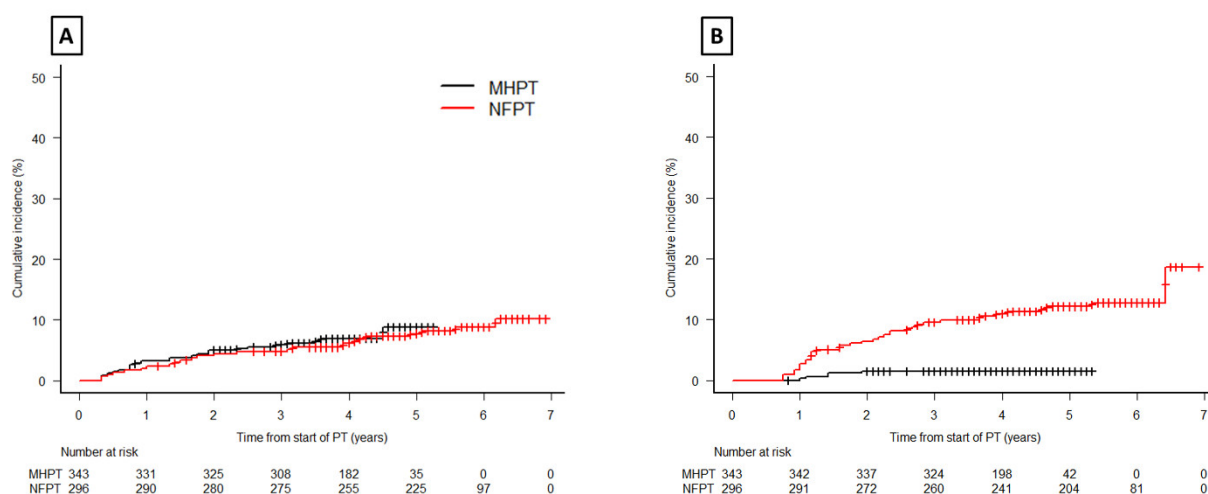 A
50
40
30
20
10
0
Cumulative incidence (%)
MHPT
NFPT
0 1 2 3 4 5 6 7
Time from start of PT (years)
Number at risk
MHPT 343 331 325 308 182 35 0 0
NFPT 296 290 280 275 255 225 97 0
B
50
40
30
20
10
0
Cumulative incidence (%)
0 1 2 3 4 5 6 7
Time from start of PT (years)
Number at risk
MHPT 343 342 337 324 198 42 0 0
NFPT 296 291 272 260 241 204 81 0